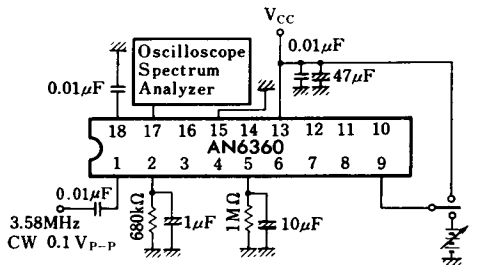 V_CC
0.01μF
Oscilloscope
Spectrum
Analyzer
0.01μF
47μF
18 17 16 15 14 13 12 11 10
AN6360
1 2 3 4 5 6 7 8 9
0.01μF
680kΩ
1μF
1MΩ
10μF
3.58MHz
CW 0.1 V_P-P